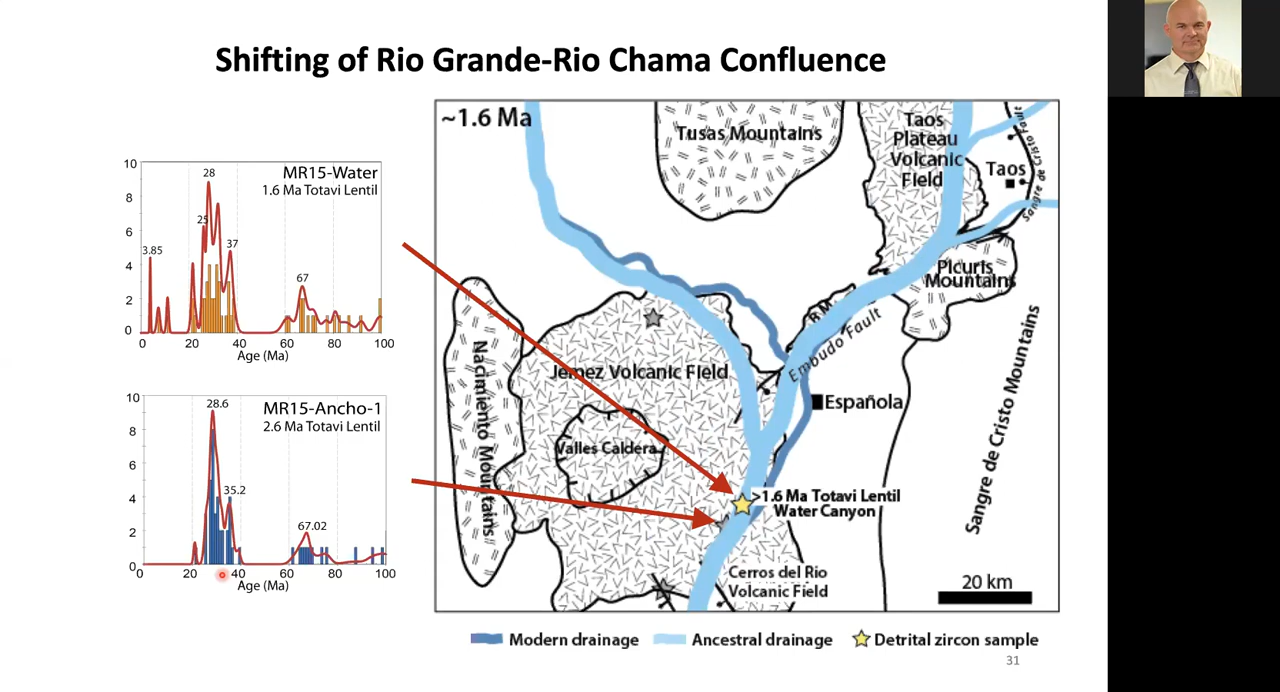 Shifting of Rio Grande-Rio Chama Confluence
MR15-Water
1.6 Ma Totavi Lentil
10
8
6
4
2
0
3.85
25
28
37
67
0
20
40
60
80
100
Age (Ma)
MR15-Ancho-1
2.6 Ma Totavi Lentil
10
8
6
4
2
0
28.6
35.2
67.02
0
20
40
60
80
100
Age (Ma)
~1.6 Ma
Tusas Mountains
Taos
Plateau
Volcanic
Field
Taos
Sangre de Cristo Fault
Picuris
Mountains
B.M.
Embudo Fault
Jemez Volcanic Field
Nacimiento Mountains
Valles Caldera
Española
Sangre de Cristo Mountains
>1.6 Ma Totavi Lentil
Water Canyon
Cerros del Rio
Volcanic Field
20 km
Modern drainage
Ancestral drainage
Detrital zircon sample
31